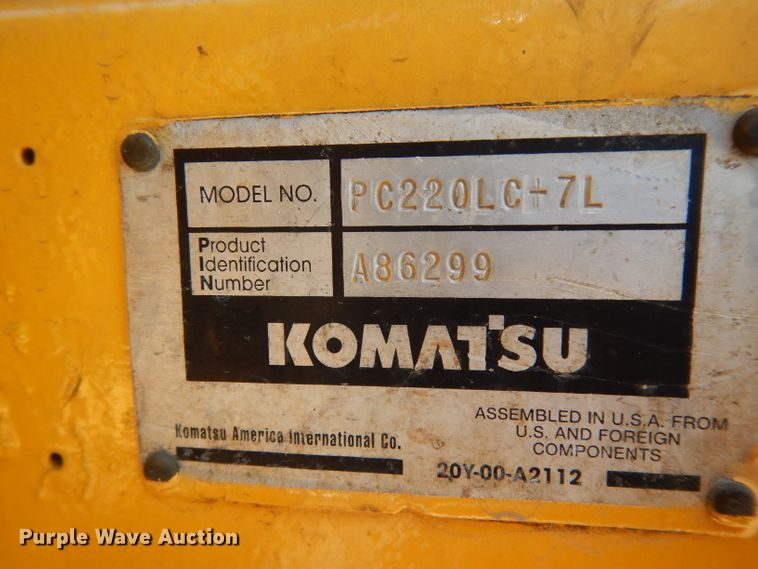 MODEL NO. PC220LC-7L
Product
Identification
Number
A86299
KOMATSU
ASSEMBLED IN U.S.A. FROM
U.S. AND FOREIGN
COMPONENTS
Komatsu America International Co.
20Y-00-A2112
Purple Wave Auction®